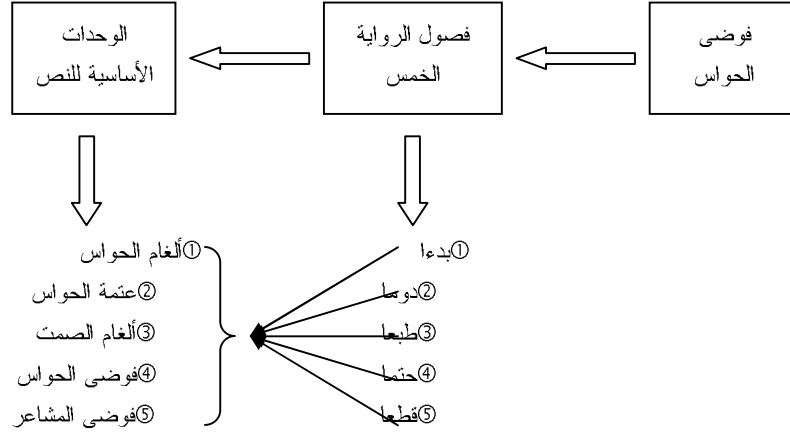 فوضى
الحواس
فصول الرواية
الخمس
الوحدات
الأساسية للنص
①بدءا
②دوما
③طبعا
④حتما
⑤قطعا
①ألغام الحواس
②عتمة الحواس
③ألغام الصمت
④فوضى الحواس
⑤فوضى المشاعر